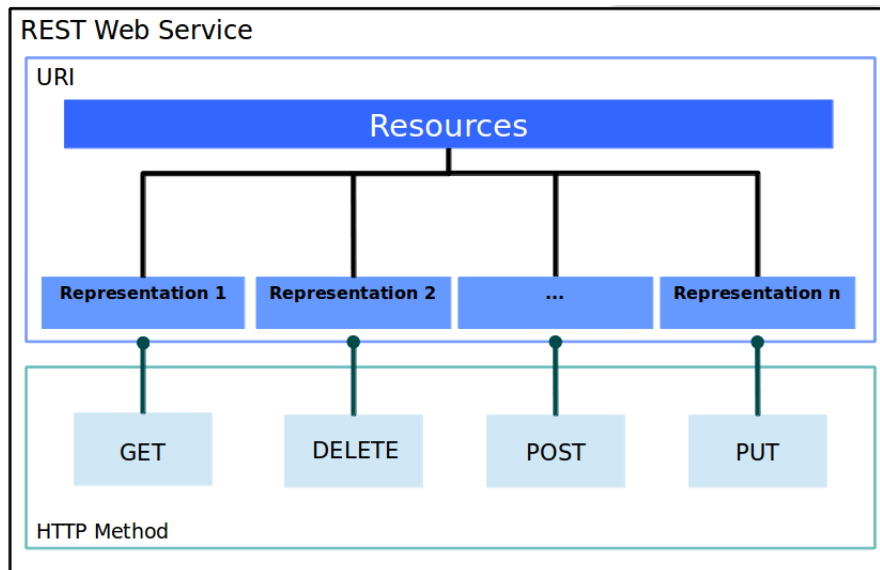 REST Web Service
URI
Resources
Representation 1
Representation 2
...
Representation n
GET
DELETE
POST
PUT
HTTP Method